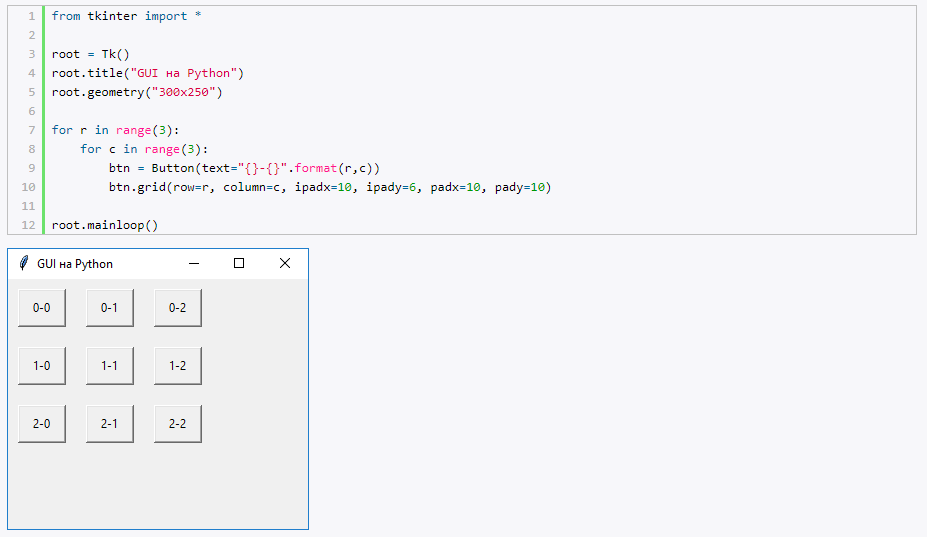 1 from tkinter import *
2
3 root = Tk()
4 root.title("GUI на Python")
5 root.geometry("300x250")
6
7 for r in range(3):
8     for c in range(3):
9         btn = Button(text="{}-{}".format(r,c))
10         btn.grid(row=r, column=c, ipadx=10, ipady=6, padx=10, pady=10)
11
12 root.mainloop()
GUI на Python
0-0 0-1 0-2
1-0 1-1 1-2
2-0 2-1 2-2